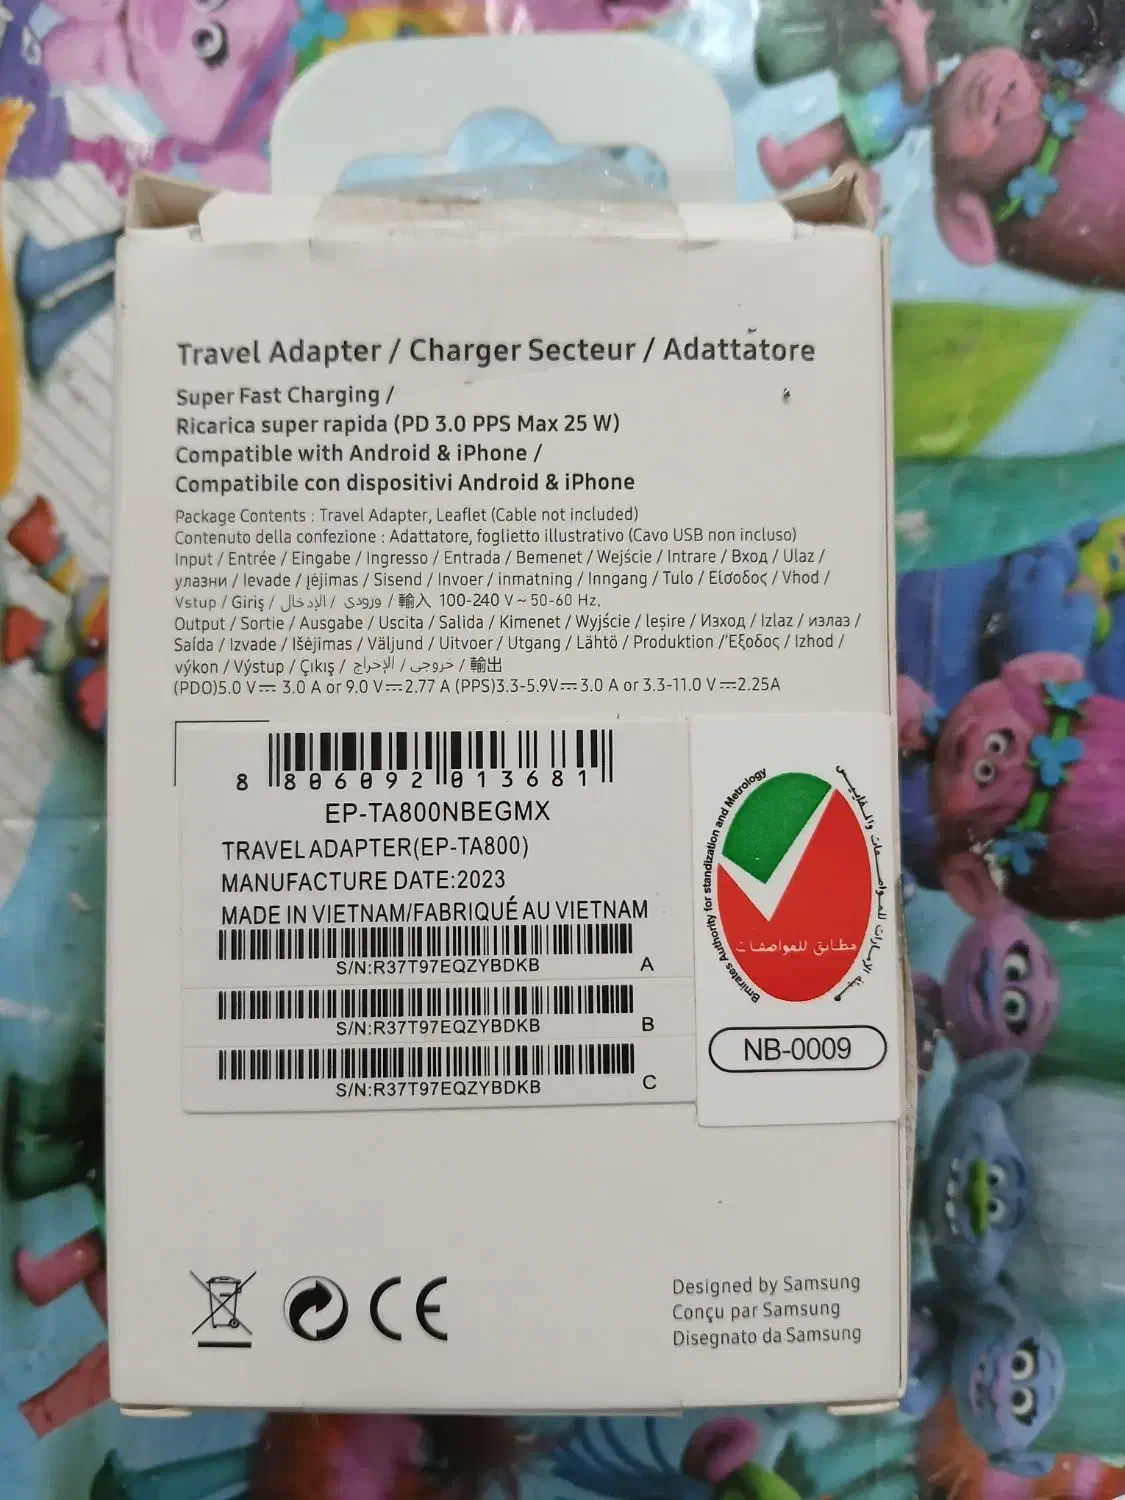 Travel Adapter / Charger Secteur / Adattatore
Super Fast Charging /
Ricarica super rapida (PD 3.0 PPS Max 25 W)
Compatible with Android & iPhone /
Compatibile con dispositivi Android & iPhone
Package Contents : Travel Adapter, Leaflet (Cable not included)
Contenuto della confezione : Adattatore, foglietto illustrativo (Cavo USB non incluso)
Input / Entrée / Eingabe / Ingresso / Entrada / Bemenet / Wejście / Intrare / Вход / Ulaz /
улазни / Ievade / Įėjimas / Sisend / Invoer / inmatning / Inngang / Tulo / Είσοδος / Vhod /
Vstup / Giriş / الإدخال / ورودی / 輸入 100-240 V ~ 50-60 Hz,
Output / Sortie / Ausgabe / Uscita / Salida / Kimenet / Wyjście / Ieşire / Изход / Izlaz / излаз /
Saída / Izvade / Išėjimas / Väljund / Uitvoer / Utgang / Lähtö / Produktion /Έξοδος / Izhod /
výkon / Výstup / Çıkış / الإحراج / خروجی / 輸出
(PDO)5.0 V⎓ 3.0 A or 9.0 V⎓2.77 A (PPS)3.3-5.9V⎓3.0 A or 3.3-11.0 V⎓2.25A
8 806092 013681
EP-TA800NBEGMX
TRAVEL ADAPTER(EP-TA800)
MANUFACTURE DATE:2023
MADE IN VIETNAM/FABRIQUÉ AU VIETNAM
S/N:R37T97EQZYBDKB A
S/N:R37T97EQZYBDKB B
S/N:R37T97EQZYBDKB C
Emirates Authority for standization and Metrology
هيئة الإمارات للمواصفات والمقاييس
مطابق للمواصفات
NB-0009
CE
Designed by Samsung
Conçu par Samsung
Disegnato da Samsung